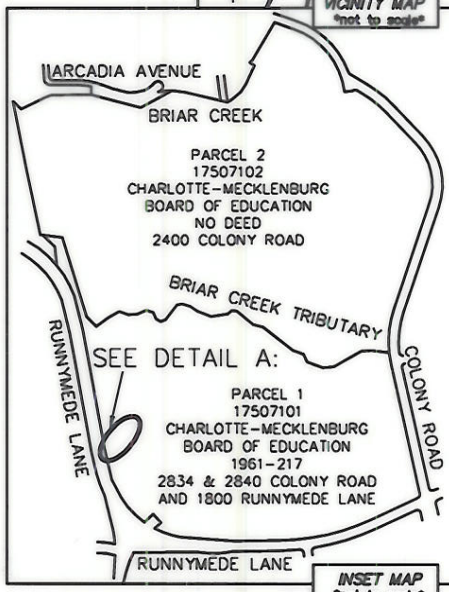 VICINITY MAP
*not to scale*
ARCADIA AVENUE
BRIAR CREEK
PARCEL 2
17507102
CHARLOTTE-MECKLENBURG
BOARD OF EDUCATION
NO DEED
2400 COLONY ROAD
BRIAR CREEK TRIBUTARY
RUNNYMEDE LANE
SEE DETAIL A:
COLONY ROAD
PARCEL 1
17507101
CHARLOTTE-MECKLENBURG
BOARD OF EDUCATION
1961-217
2834 & 2840 COLONY ROAD
AND 1800 RUNNYMEDE LANE
RUNNYMEDE LANE
INSET MAP